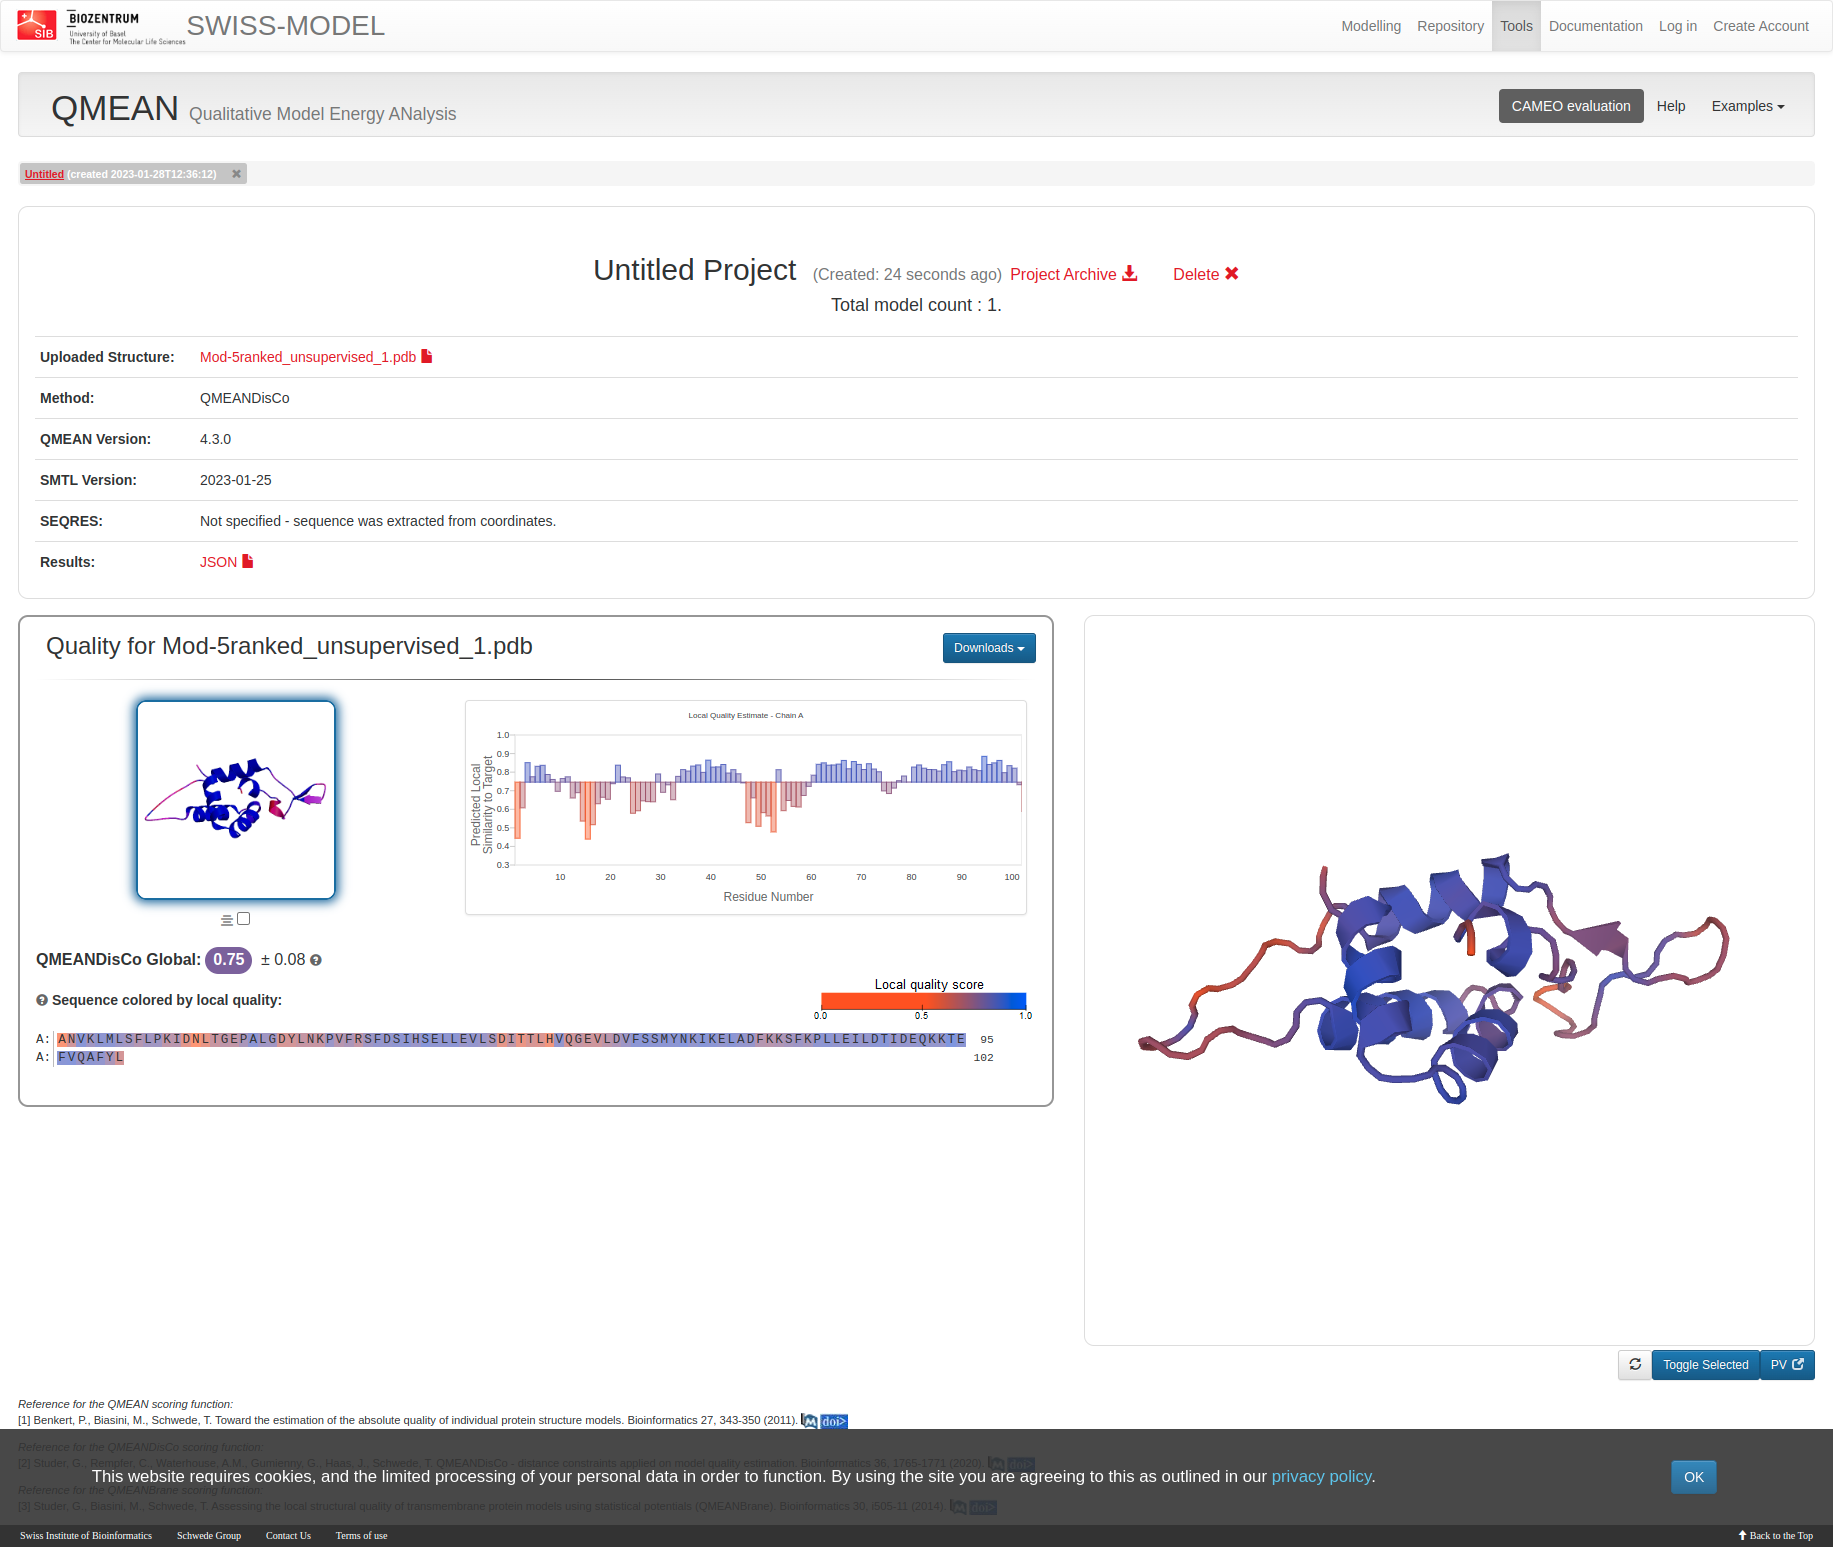 SIB
BIOZENTRUM
University of Basel
The Center for Molecular Life Sciences
SWISS-MODEL
Modelling Repository Tools Documentation Log in Create Account
QMEAN Qualitative Model Energy ANalysis
CAMEO evaluation Help Examples
Untitled (created 2023-01-28T12:36:12) ✖
Untitled Project (Created: 24 seconds ago) Project Archive Delete ✖
Total model count : 1.
Uploaded Structure: Mod-5ranked_unsupervised_1.pdb
Method: QMEANDisCo
QMEAN Version: 4.3.0
SMTL Version: 2023-01-25
SEQRES: Not specified - sequence was extracted from coordinates.
Results: JSON
Quality for Mod-5ranked_unsupervised_1.pdb
Downloads
Local Quality Estimate - Chain A
Predicted Local
Similarity to Target
1.0
0.9
0.8
0.7
0.6
0.5
0.4
0.3
10 20 30 40 50 60 70 80 90 100
Residue Number
QMEANDisCo Global: 0.75 ± 0.08
Sequence colored by local quality:
Local quality score
0.0 0.5 1.0
A: ANVKLMLSFLPKIDNLTGEPALGDYLNKPVFRSFDSIHSELLEVLSDITTLHVQGEVLDVFSSMYNKIKELADFKKSFKPLLEILDTIDEQKKTE 95
A: FVQAFYL 102
Toggle Selected PV
Reference for the QMEAN scoring function:
[1] Benkert, P., Biasini, M., Schwede, T. Toward the estimation of the absolute quality of individual protein structure models. Bioinformatics 27, 343-350 (2011). M doi>
Reference for the QMEANDisCo scoring function:
[2] Studer, G., Rempfer, C., Waterhouse, A.M., Gumienny, G., Haas, J., Schwede, T. QMEANDisCo - distance constraints applied on model quality estimation. Bioinformatics 36, 1765-1771 (2020). M doi>
This website requires cookies, and the limited processing of your personal data in order to function. By using the site you are agreeing to this as outlined in our privacy policy.
OK
Reference for the QMEANBrane scoring function:
[3] Studer, G., Biasini, M., Schwede, T. Assessing the local structural quality of transmembrane protein models using statistical potentials (QMEANBrane). Bioinformatics 30, i505-11 (2014). M doi>
Swiss Institute of Bioinformatics Schwede Group Contact Us Terms of use
Back to the Top